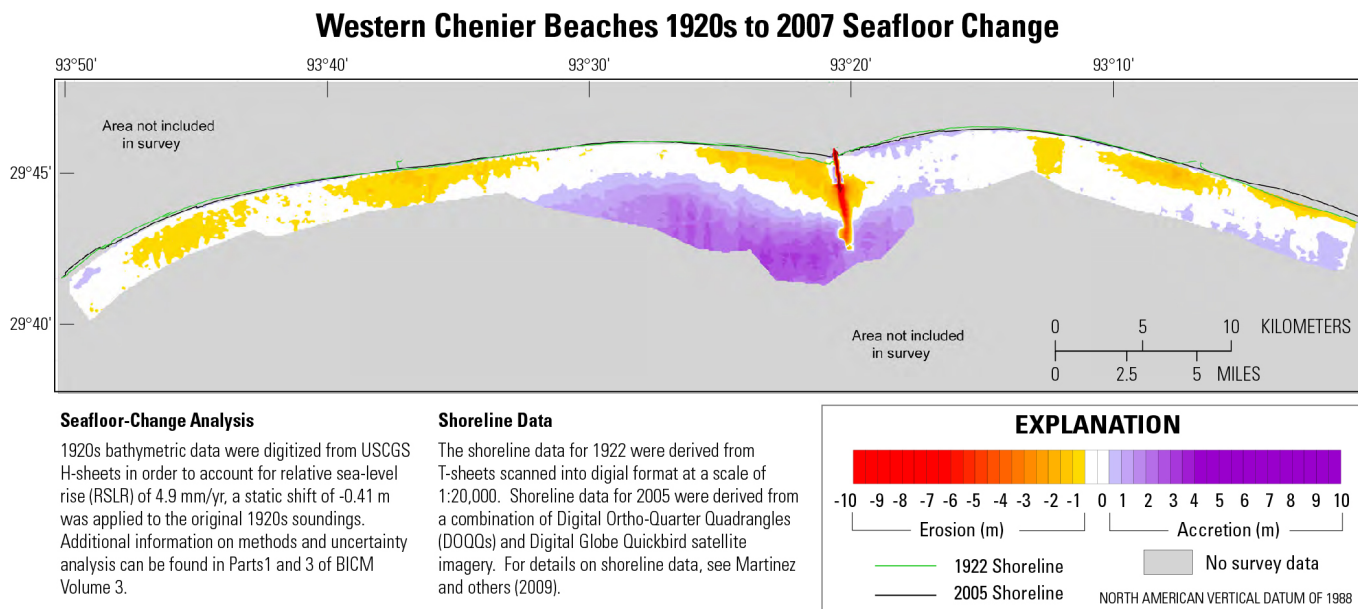 Western Chenier Beaches 1920s to 2007 Seafloor Change
93°50' 93°40' 93°30' 93°20' 93°10'
Area not included
in survey
29°45'
29°40'
Area not included
in survey
0 5 10 KILOMETERS
0 2.5 5 MILES
Seafloor-Change Analysis
1920s bathymetric data were digitized from USCGS
H-sheets in order to account for relative sea-level
rise (RSLR) of 4.9 mm/yr, a static shift of -0.41 m
was applied to the original 1920s soundings.
Additional information on methods and uncertainty
analysis can be found in Parts1 and 3 of BICM
Volume 3.
Shoreline Data
The shoreline data for 1922 were derived from
T-sheets scanned into digial format at a scale of
1:20,000. Shoreline data for 2005 were derived from
a combination of Digital Ortho-Quarter Quadrangles
(DOQQs) and Digital Globe Quickbird satellite
imagery. For details on shoreline data, see Martinez
and others (2009).
EXPLANATION
-10 -9 -8 -7 -6 -5 -4 -3 -2 -1 0 1 2 3 4 5 6 7 8 9 10
Erosion (m) Accretion (m)
1922 Shoreline
2005 Shoreline
No survey data
NORTH AMERICAN VERTICAL DATUM OF 1988